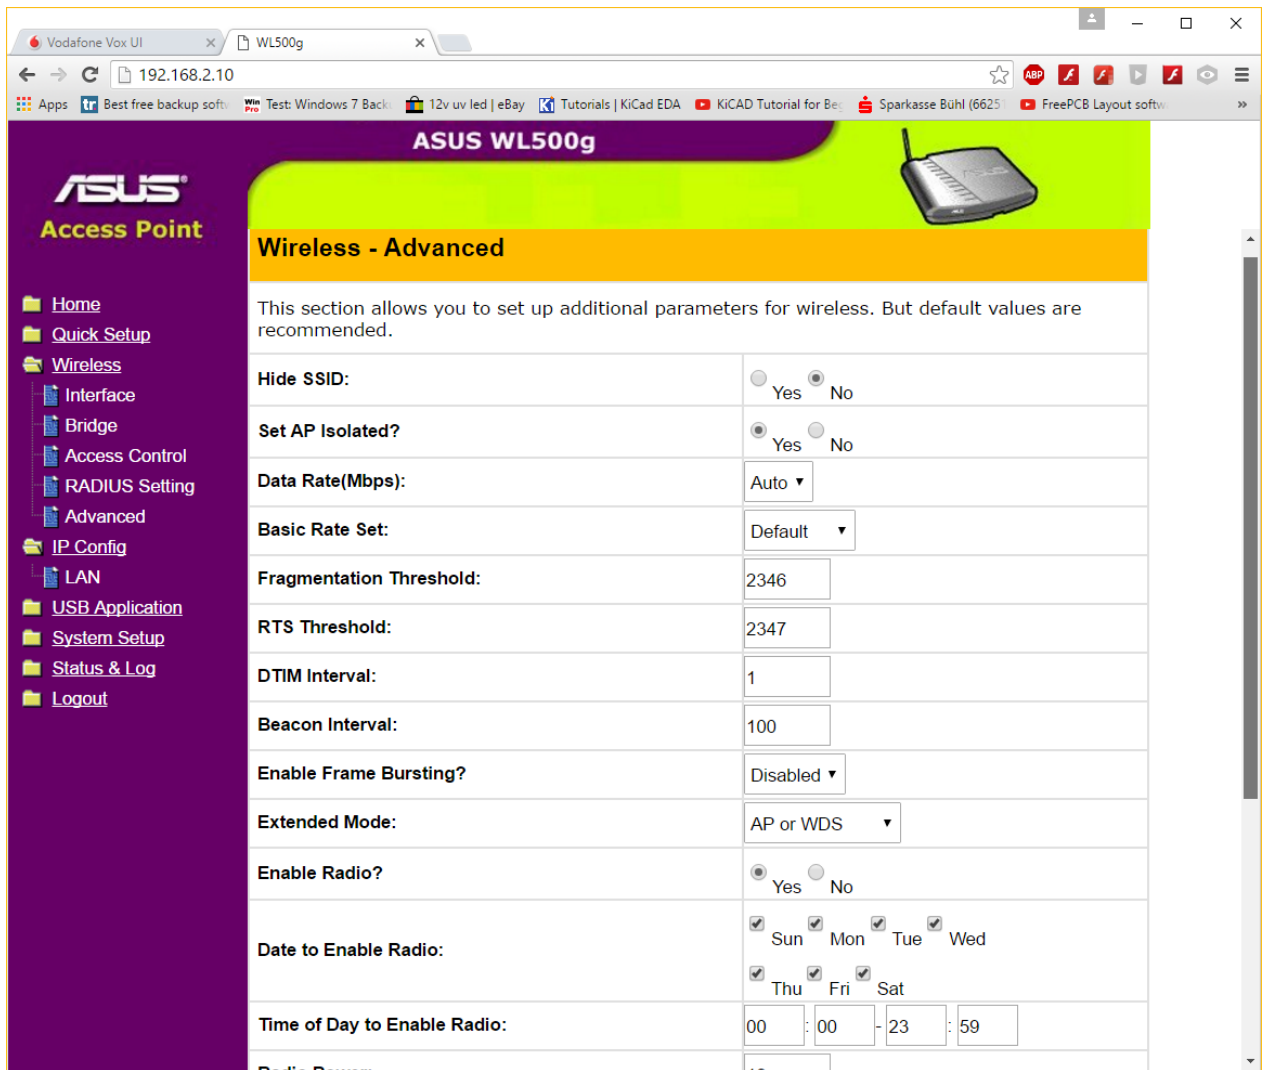 Vodafone Vox UI
WL500g
192.168.2.10
ABP
Apps
tr Best free backup softw
Win Pro Test: Windows 7 Back
12v uv led | eBay
Tutorials | KiCad EDA
KiCAD Tutorial for Beg
Sparkasse Bühl (6625
FreePCB Layout softw
»
ASUS WL500g
ASUS
Access Point
Home
Quick Setup
Wireless
Interface
Bridge
Access Control
RADIUS Setting
Advanced
IP Config
LAN
USB Application
System Setup
Status & Log
Logout
Wireless - Advanced
This section allows you to set up additional parameters for wireless. But default values are
recommended.
Hide SSID: Yes No
Set AP Isolated? Yes No
Data Rate(Mbps): Auto
Basic Rate Set: Default
Fragmentation Threshold: 2346
RTS Threshold: 2347
DTIM Interval: 1
Beacon Interval: 100
Enable Frame Bursting? Disabled
Extended Mode: AP or WDS
Enable Radio? Yes No
Date to Enable Radio: Sun Mon Tue Wed
Thu Fri Sat
Time of Day to Enable Radio: 00 : 00 - 23 : 59